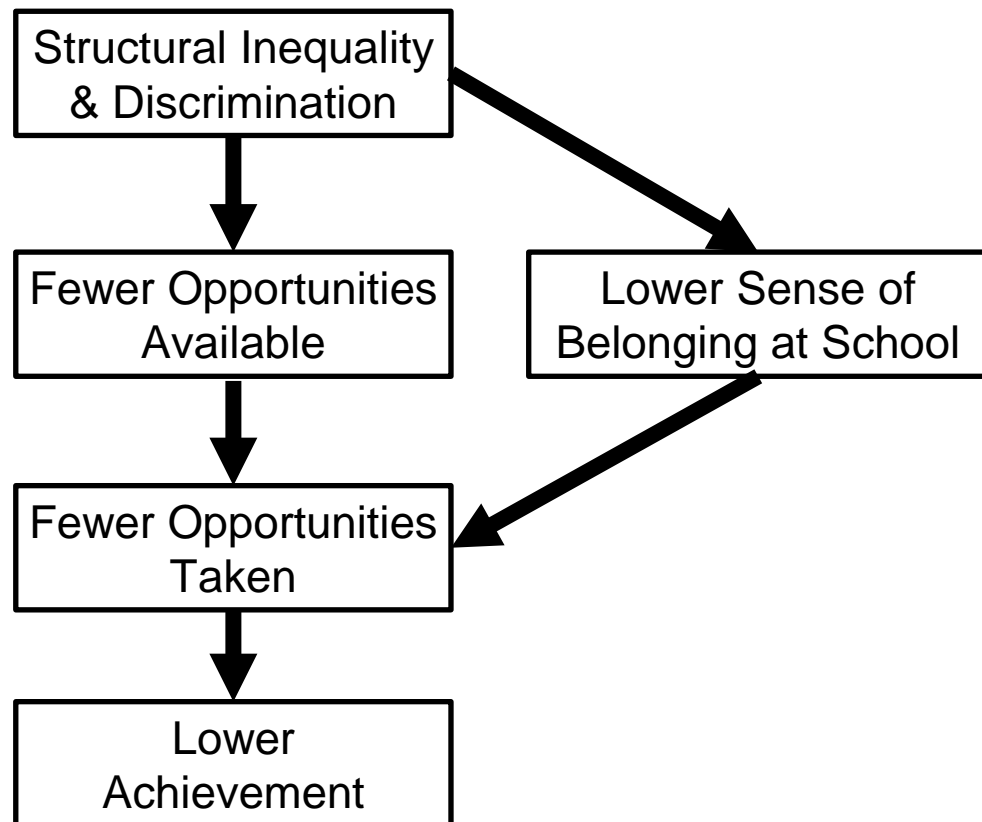 Structural Inequality
& Discrimination
Fewer Opportunities
Available
Lower Sense of
Belonging at School
Fewer Opportunities
Taken
Lower
Achievement